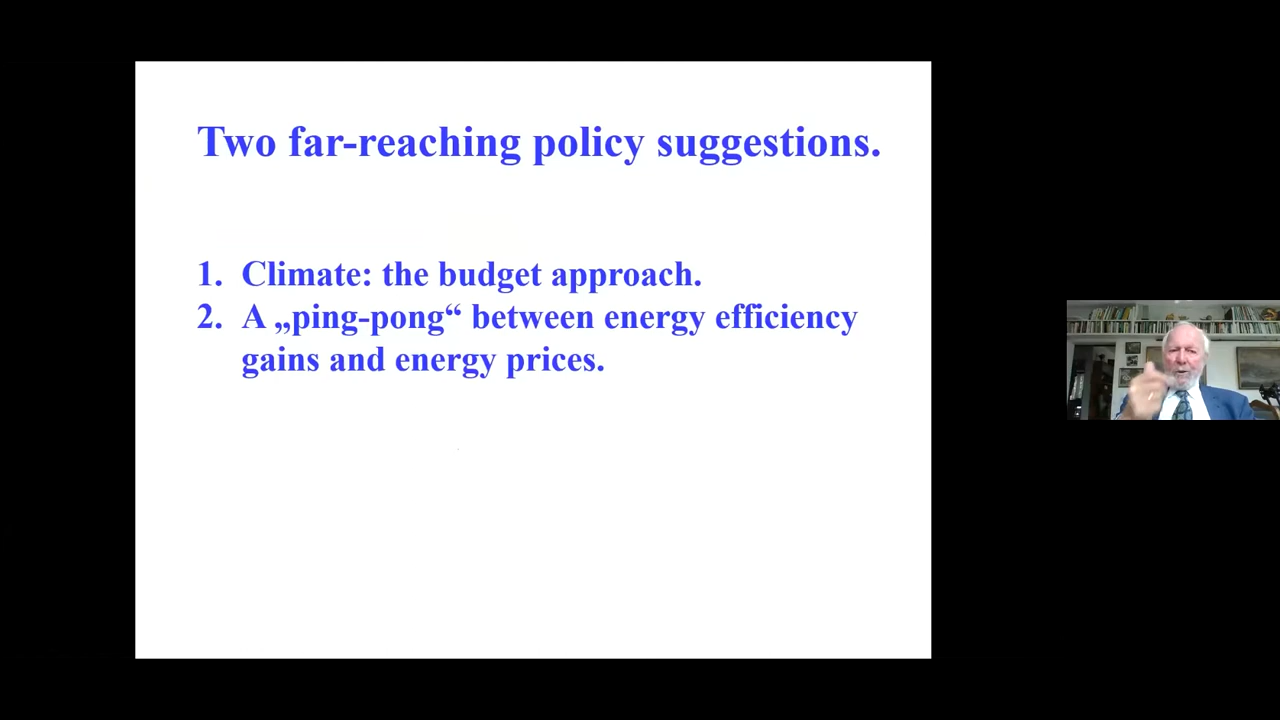 Two far-reaching policy suggestions.
1. Climate: the budget approach.
2. A „ping-pong“ between energy efficiency
gains and energy prices.